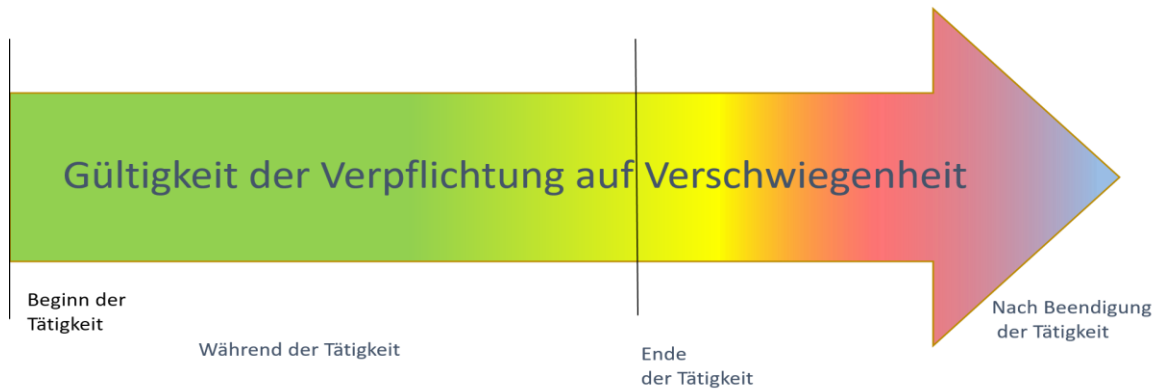 Gültigkeit der Verpflichtung auf Verschwiegenheit
Beginn der
Tätigkeit
Während der Tätigkeit
Ende
der Tätigkeit
Nach Beendigung
der Tätigkeit